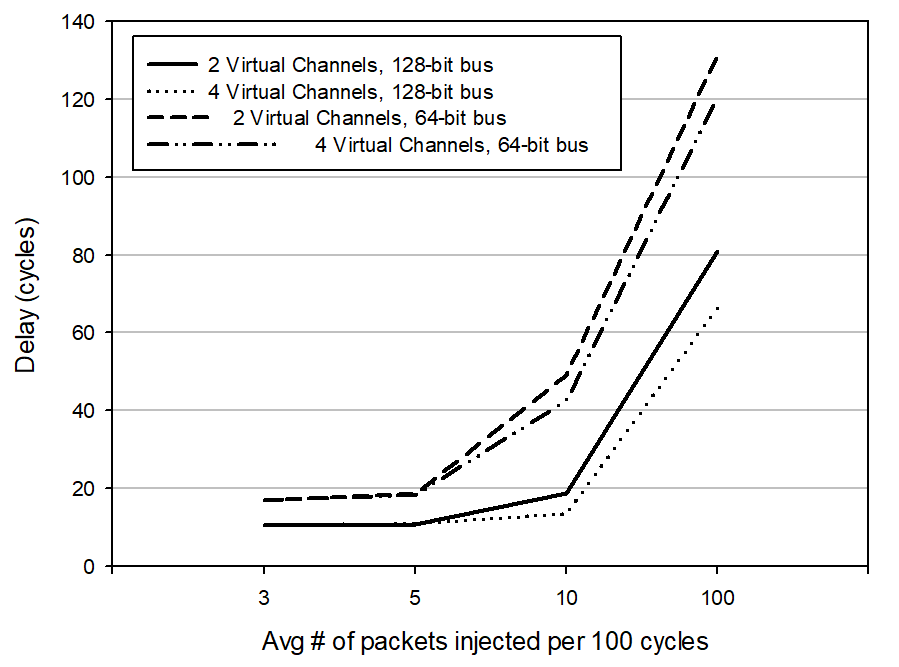 140
120
100
80
60
40
20
0
2 Virtual Channels, 128-bit bus
4 Virtual Channels, 128-bit bus
2 Virtual Channels, 64-bit bus
4 Virtual Channels, 64-bit bus
Delay (cycles)
3 5 10 100
Avg # of packets injected per 100 cycles